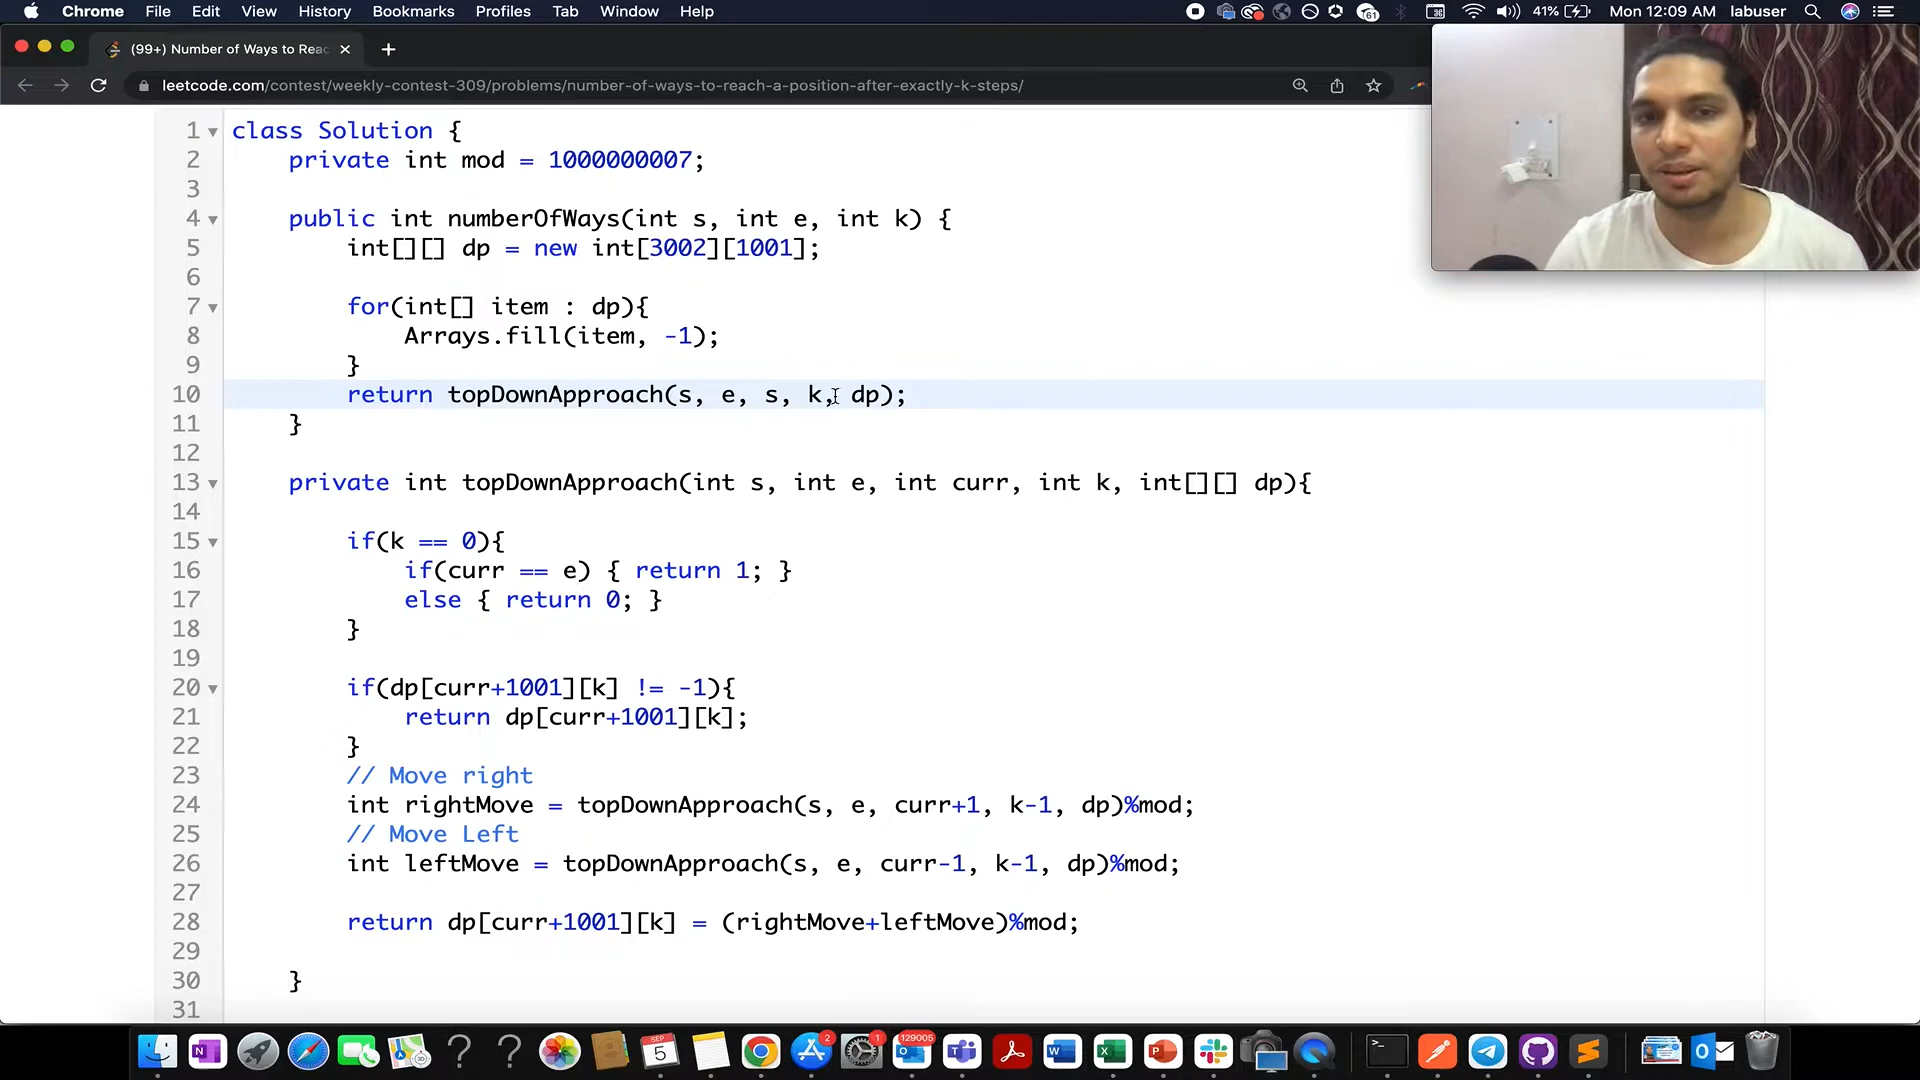 Chrome File Edit View History Bookmarks Profiles Tab Window Help 61 41% Mon 12:09 AM labuser
(99+) Number of Ways to Reac
leetcode.com/contest/weekly-contest-309/problems/number-of-ways-to-reach-a-position-after-exactly-k-steps/
1 class Solution {
2 private int mod = 1000000007;
3
4 public int numberOfWays(int s, int e, int k) {
5 int[][] dp = new int[3002][1001];
6
7 for(int[] item : dp){
8 Arrays.fill(item, -1);
9 }
10 return topDownApproach(s, e, s, k, dp);
11 }
12
13 private int topDownApproach(int s, int e, int curr, int k, int[][] dp){
14
15 if(k == 0){
16 if(curr == e) { return 1; }
17 else { return 0; }
18 }
19
20 if(dp[curr+1001][k] != -1){
21 return dp[curr+1001][k];
22 }
23 // Move right
24 int rightMove = topDownApproach(s, e, curr+1, k-1, dp)%mod;
25 // Move Left
26 int leftMove = topDownApproach(s, e, curr-1, k-1, dp)%mod;
27
28 return dp[curr+1001][k] = (rightMove+leftMove)%mod;
29
30 }
31
SEP 5 2 1 129005